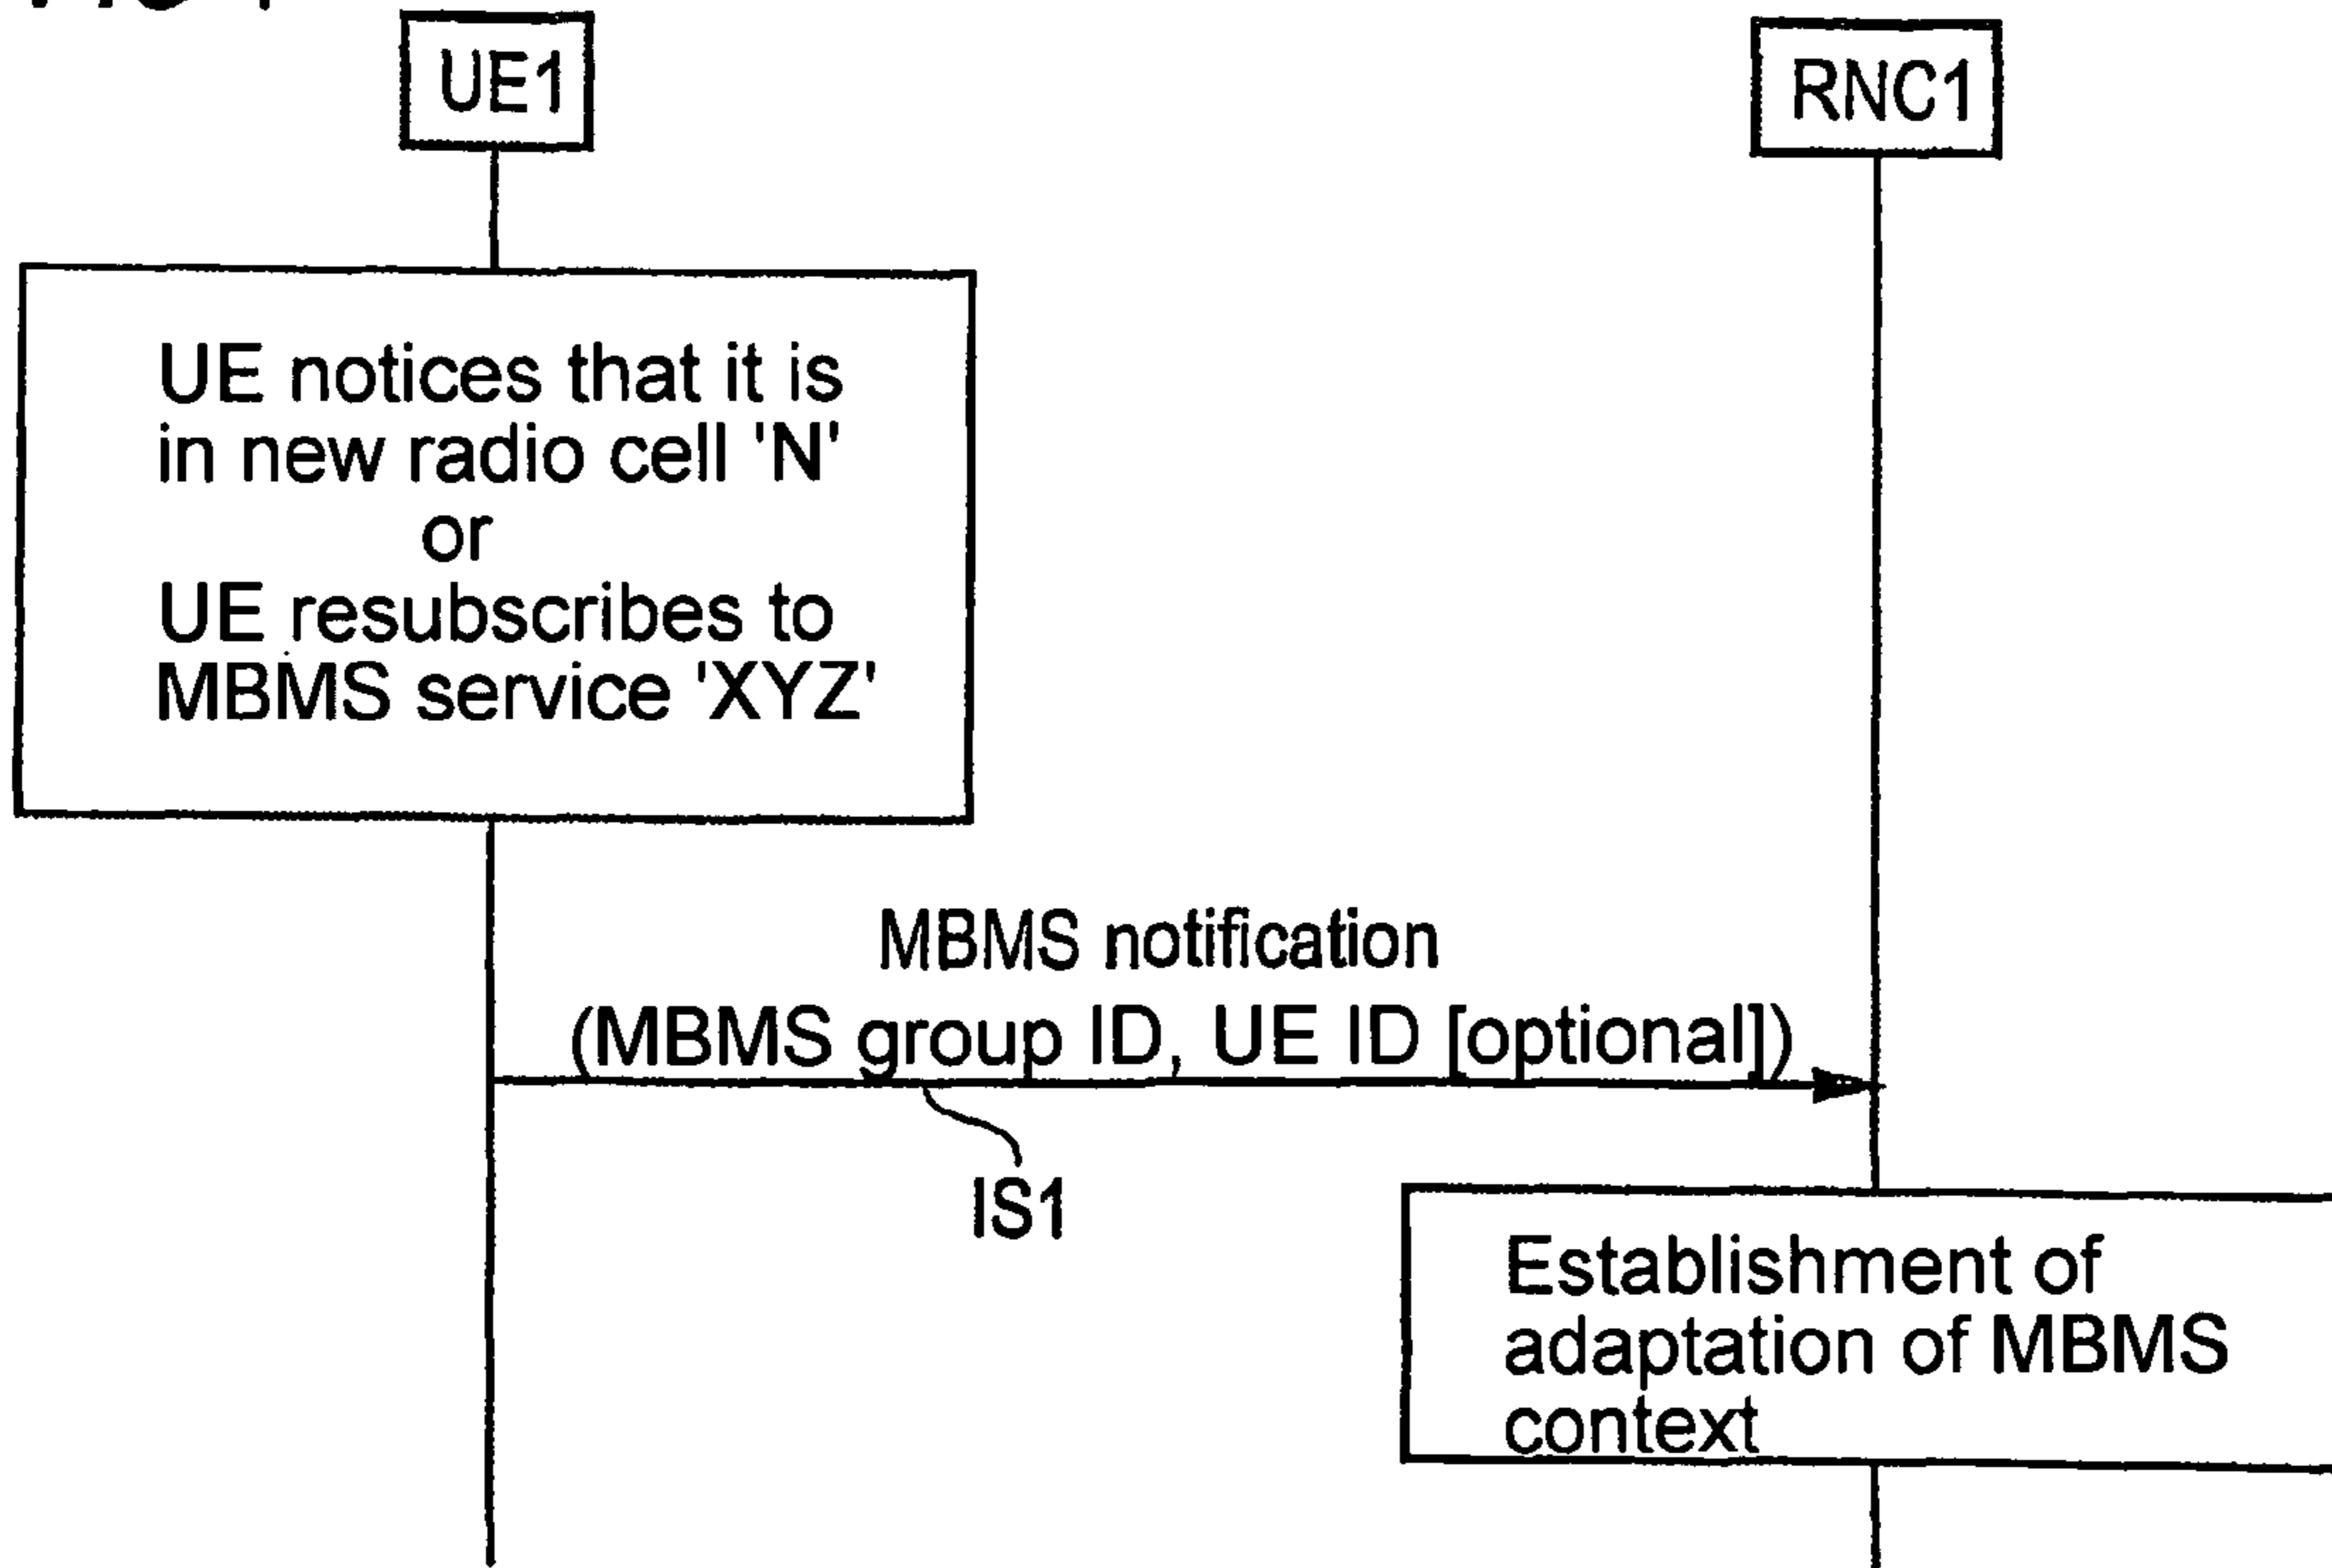 UE1
RNC1
UE notices that it is
in new radio cell 'N'
or
UE resubscribes to
MBMS service 'XYZ'
MBMS notification
(MBMS group ID, UE ID [optional])
IS1
Establishment of
adaptation of MBMS
context